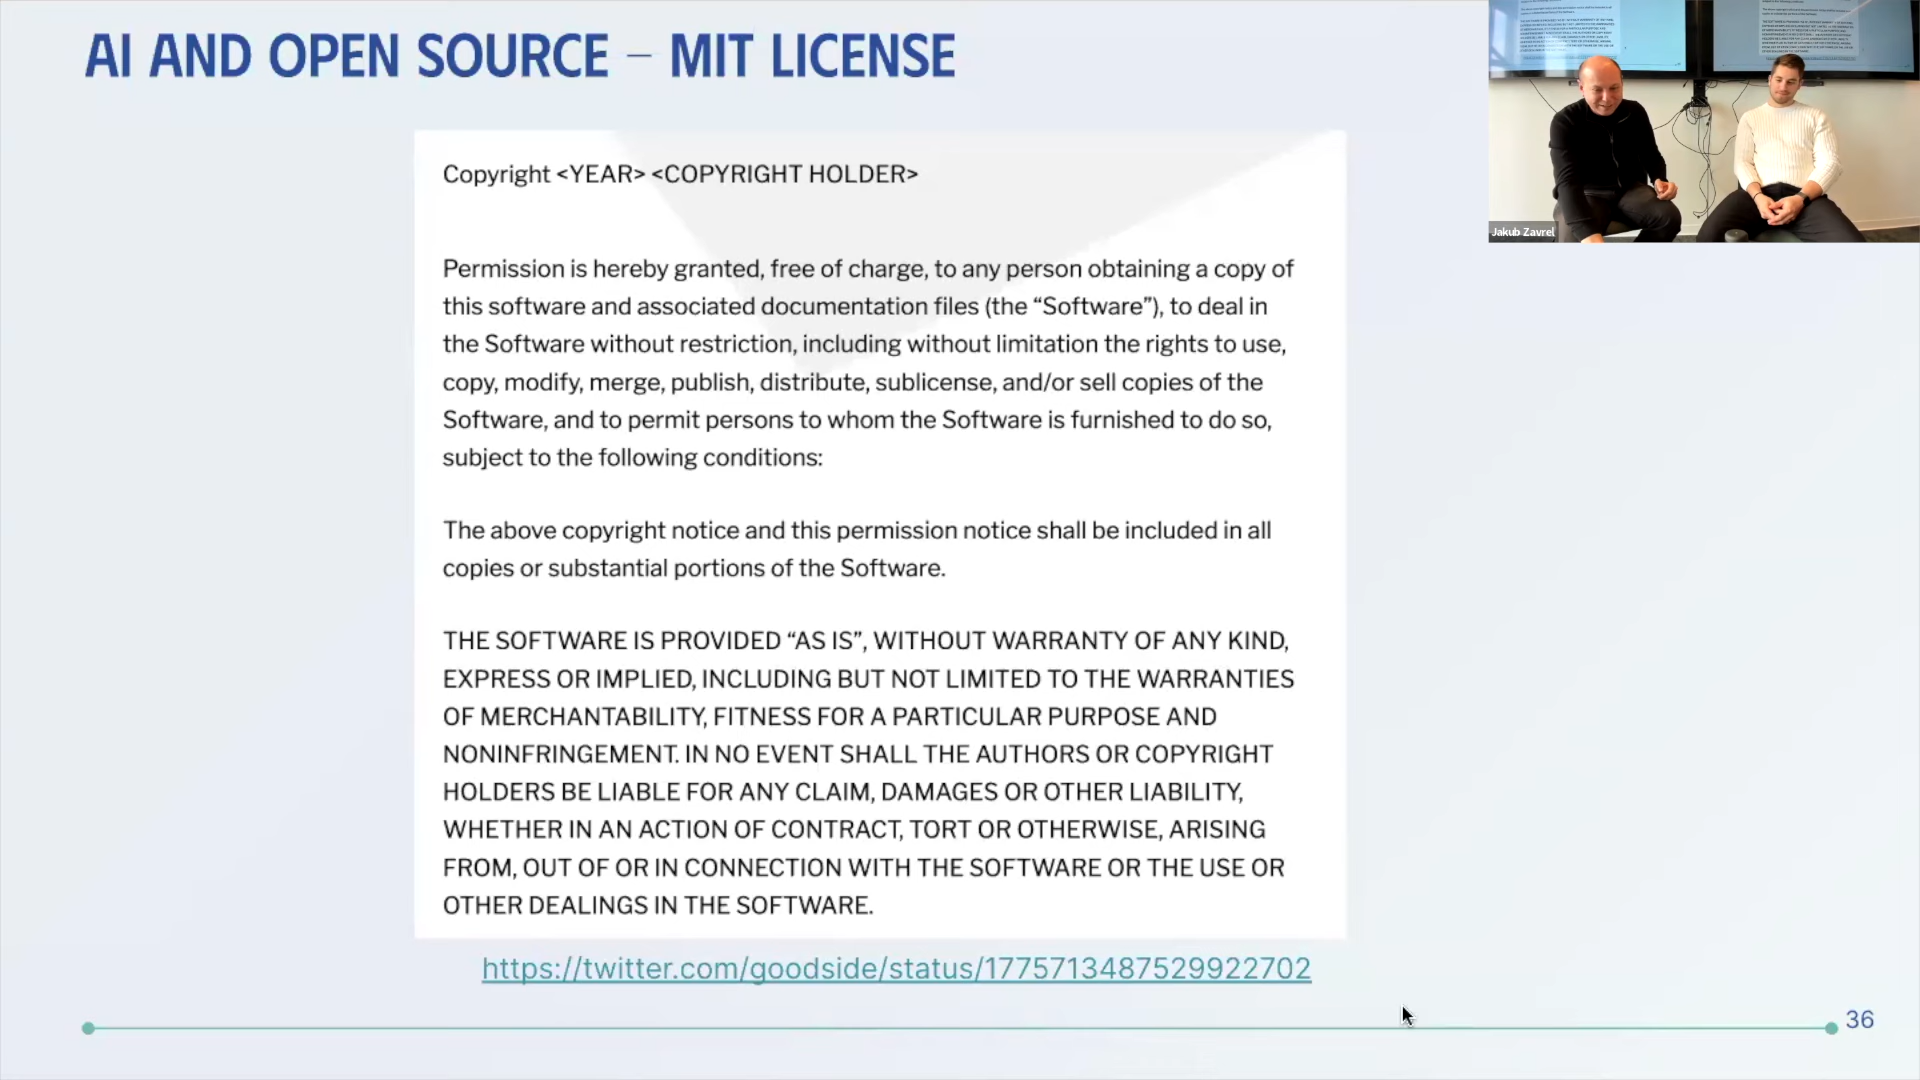 AI AND OPEN SOURCE – MIT LICENSE
Copyright <YEAR> <COPYRIGHT HOLDER>
Permission is hereby granted, free of charge, to any person obtaining a copy of
this software and associated documentation files (the “Software”), to deal in
the Software without restriction, including without limitation the rights to use,
copy, modify, merge, publish, distribute, sublicense, and/or sell copies of the
Software, and to permit persons to whom the Software is furnished to do so,
subject to the following conditions:
The above copyright notice and this permission notice shall be included in all
copies or substantial portions of the Software.
THE SOFTWARE IS PROVIDED “AS IS”, WITHOUT WARRANTY OF ANY KIND,
EXPRESS OR IMPLIED, INCLUDING BUT NOT LIMITED TO THE WARRANTIES
OF MERCHANTABILITY, FITNESS FOR A PARTICULAR PURPOSE AND
NONINFRINGEMENT. IN NO EVENT SHALL THE AUTHORS OR COPYRIGHT
HOLDERS BE LIABLE FOR ANY CLAIM, DAMAGES OR OTHER LIABILITY,
WHETHER IN AN ACTION OF CONTRACT, TORT OR OTHERWISE, ARISING
FROM, OUT OF OR IN CONNECTION WITH THE SOFTWARE OR THE USE OR
OTHER DEALINGS IN THE SOFTWARE.
https://twitter.com/goodside/status/1775713487529922702
36
Jakub Zavrel